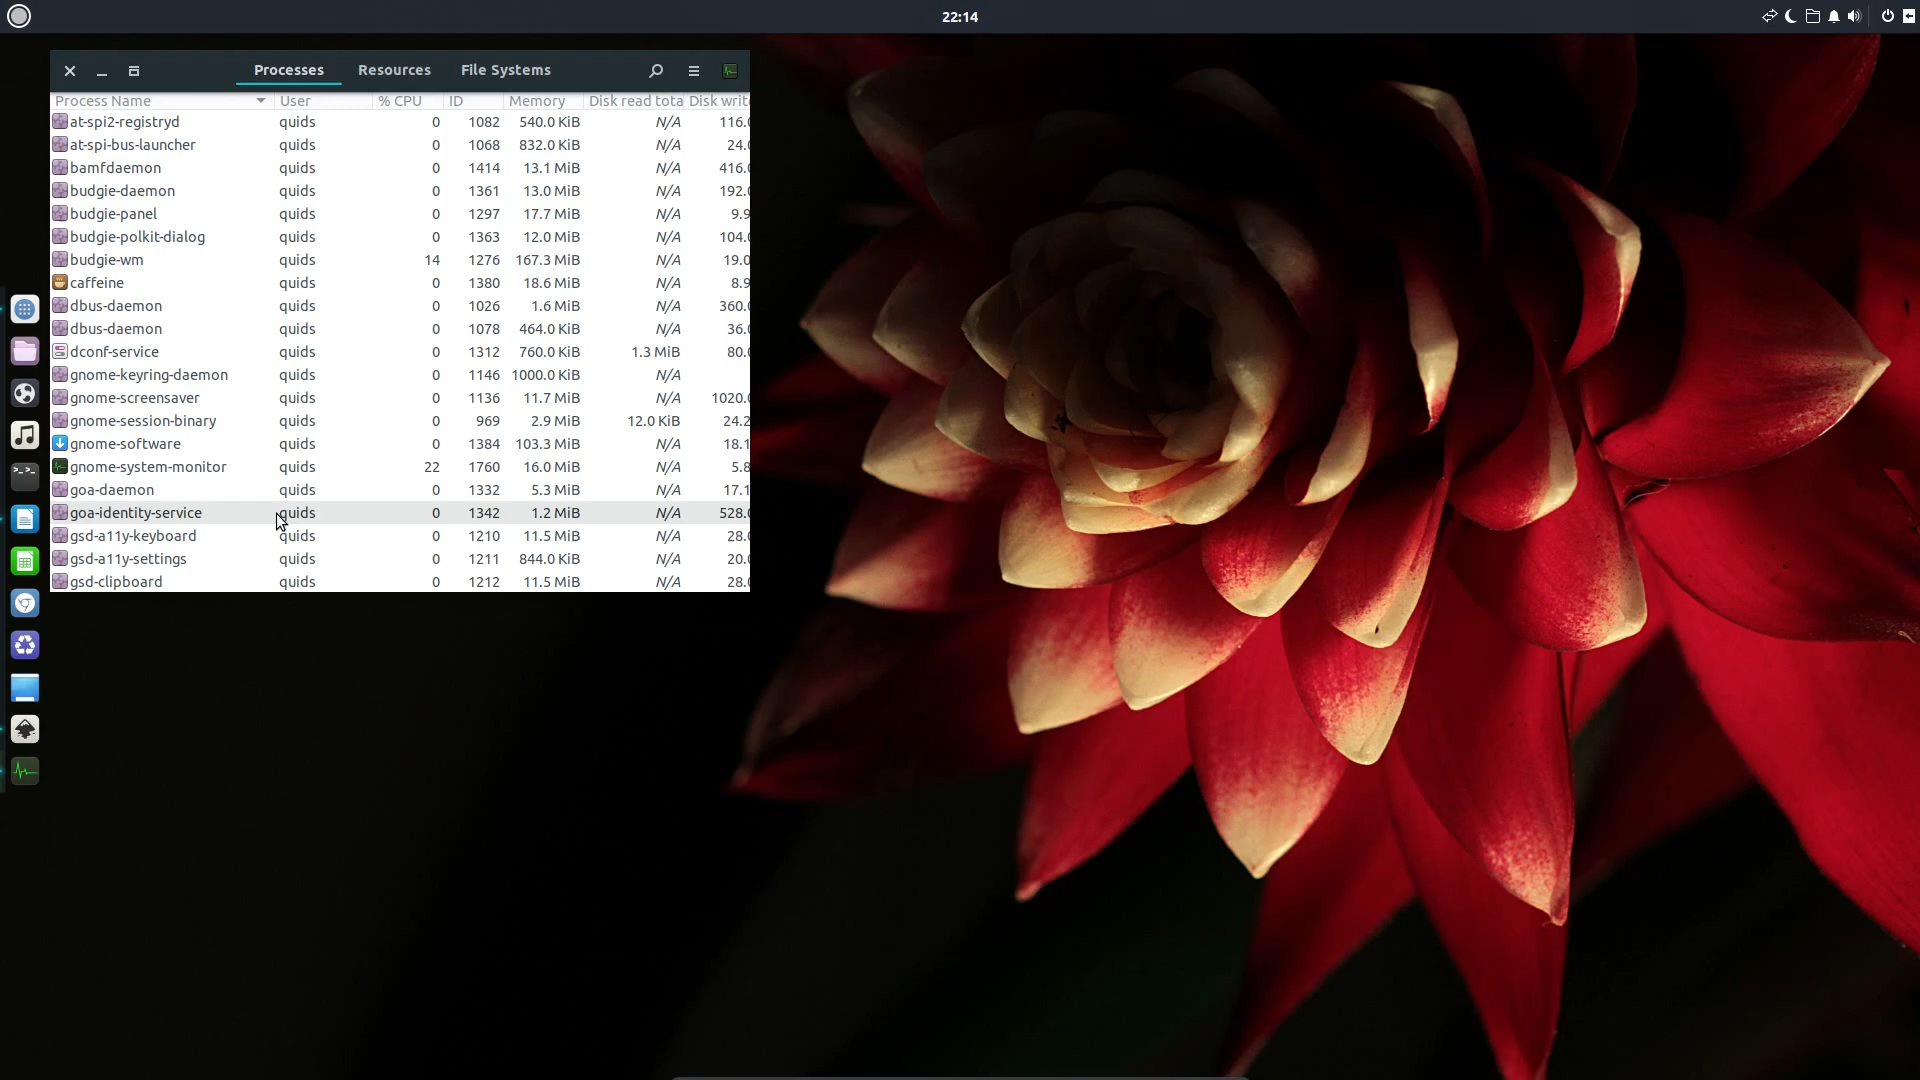 22:14
Processes Resources File Systems
Process Name User % CPU ID Memory Disk read tota Disk writ
at-spi2-registryd quids 0 1082 540.0 KiB N/A 116.
at-spi-bus-launcher quids 0 1068 832.0 KiB N/A 24.
bamfdaemon quids 0 1414 13.1 MiB N/A 416.
budgie-daemon quids 0 1361 13.0 MiB N/A 192.
budgie-panel quids 0 1297 17.7 MiB N/A 9.9
budgie-polkit-dialog quids 0 1363 12.0 MiB N/A 104.
budgie-wm quids 14 1276 167.3 MiB N/A 19.0
caffeine quids 0 1380 18.6 MiB N/A 8.9
dbus-daemon quids 0 1026 1.6 MiB N/A 360.
dbus-daemon quids 0 1078 464.0 KiB N/A 36.
dconf-service quids 0 1312 760.0 KiB 1.3 MiB 80.
gnome-keyring-daemon quids 0 1146 1000.0 KiB N/A
gnome-screensaver quids 0 1136 11.7 MiB N/A 1020.
gnome-session-binary quids 0 969 2.9 MiB 12.0 KiB 24.2
gnome-software quids 0 1384 103.3 MiB N/A 18.1
gnome-system-monitor quids 22 1760 16.0 MiB N/A 5.8
goa-daemon quids 0 1332 5.3 MiB N/A 17.1
goa-identity-service quids 0 1342 1.2 MiB N/A 528.
gsd-a11y-keyboard quids 0 1210 11.5 MiB N/A 28.
gsd-a11y-settings quids 0 1211 844.0 KiB N/A 20.
gsd-clipboard quids 0 1212 11.5 MiB N/A 28.